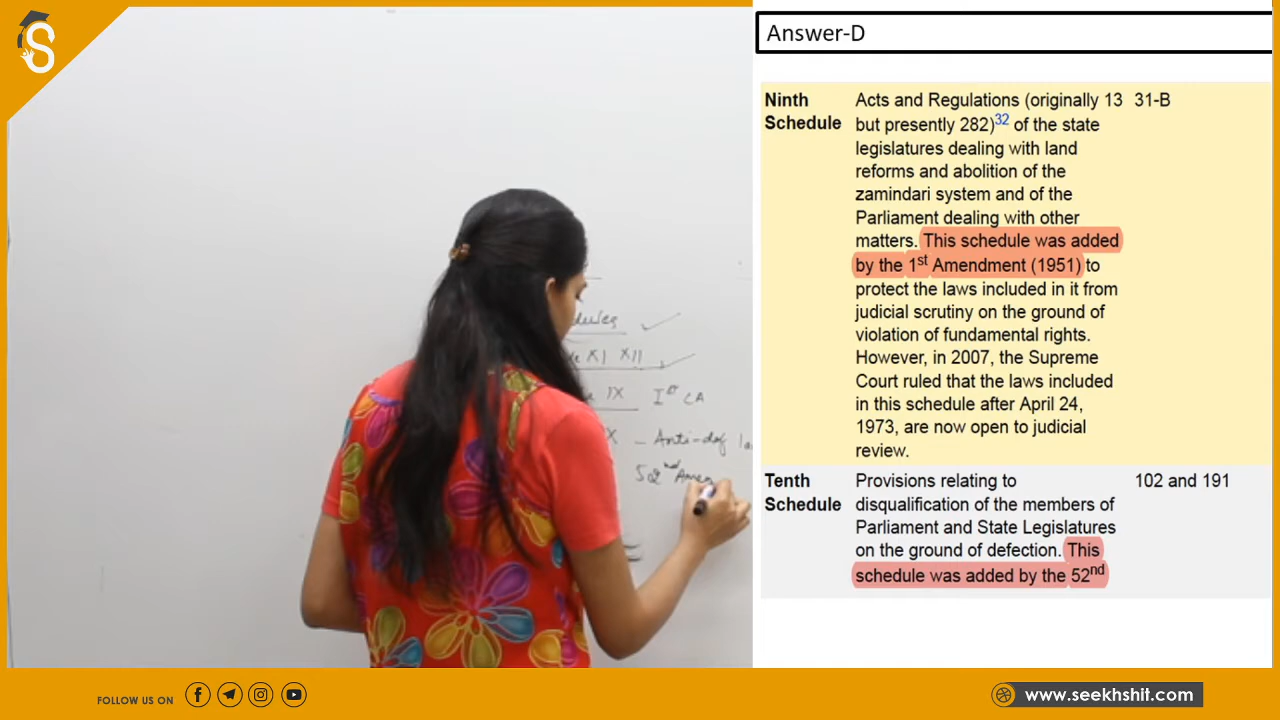 S
Answer-D
Ninth Schedule
Acts and Regulations (originally 13
but presently 282)32 of the state
legislatures dealing with land
reforms and abolition of the
zamindari system and of the
Parliament dealing with other
matters. This schedule was added
by the 1st Amendment (1951) to
protect the laws included in it from
judicial scrutiny on the ground of
violation of fundamental rights.
However, in 2007, the Supreme
Court ruled that the laws included
in this schedule after April 24,
1973, are now open to judicial
review.
31-B
Tenth Schedule
Provisions relating to
disqualification of the members of
Parliament and State Legislatures
on the ground of defection. This
schedule was added by the 52nd
102 and 191
XI XII
IX Ist CA
X - Anti-def la
52nd Amen
FOLLOW US ON
www.seekhshit.com